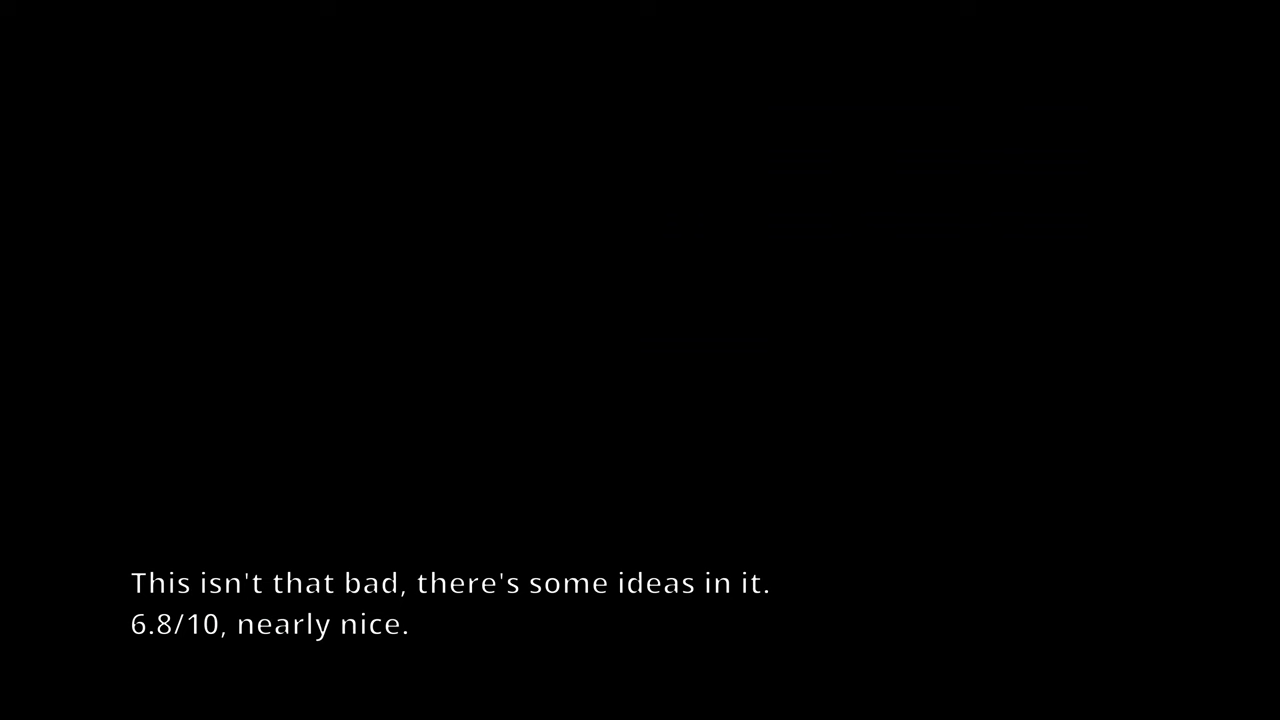 This isn't that bad, there's some ideas in it.
6.8/10, nearly nice.